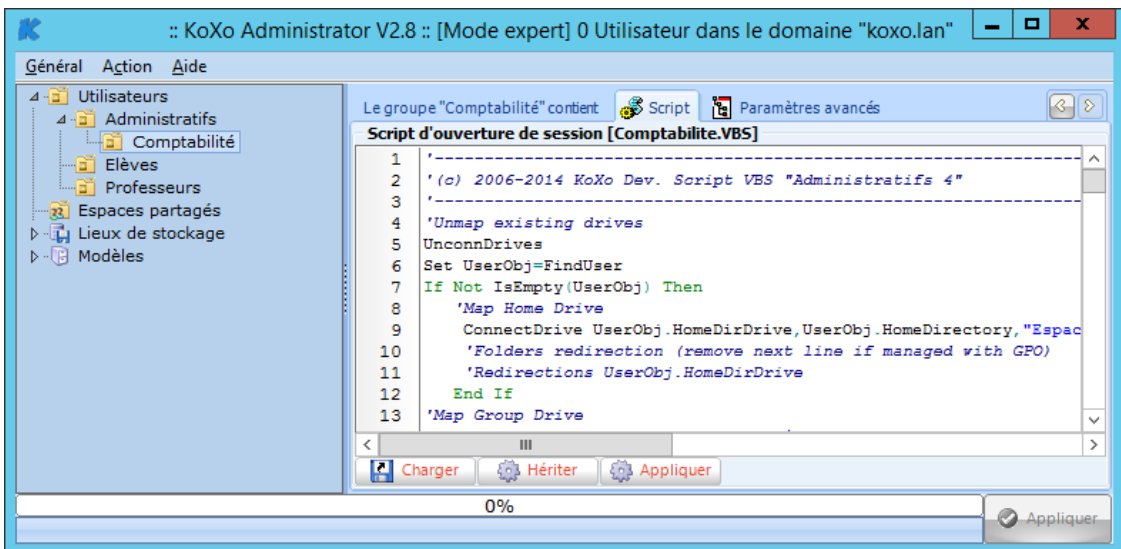 :: KoXo Administrator V2.8 :: [Mode expert] 0 Utilisateur dans le domaine "koxo.lan"
Général Action Aide
Utilisateurs
Administratifs
Comptabilité
Elèves
Professeurs
Espaces partagés
Lieux de stockage
Modèles
Le groupe "Comptabilité" contient Script Paramètres avancés
Script d'ouverture de session [Comptabilite.VBS]
1 '------------------------------------------------------------------
2 '(c) 2006-2014 KoXo Dev. Script VBS "Administratifs 4"
3 '------------------------------------------------------------------
4 'Unmap existing drives
5 UnconnDrives
6 Set UserObj=FindUser
7 If Not IsEmpty(UserObj) Then
8 'Map Home Drive
9 ConnectDrive UserObj.HomeDirDrive,UserObj.HomeDirectory,"Espac
10 'Folders redirection (remove next line if managed with GPO)
11 'Redirections UserObj.HomeDirDrive
12 End If
13 'Map Group Drive
Charger Hériter Appliquer
0%
Appliquer